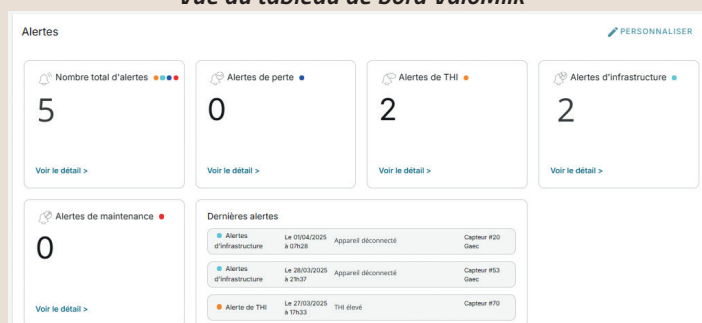 Vue du tableau de bord ValoMilk
Alertes
PERSONNALISER
Nombre total d'alertes
5
Voir le détail >
Alertes de perte
0
Voir le détail >
Alertes de THI
2
Voir le détail >
Alertes d'infrastructure
2
Voir le détail >
Alertes de maintenance
0
Voir le détail >
Dernières alertes
Alertes d'infrastructure
Le 01/04/2025 à 07h28
Appareil déconnecté
Capteur #20 Gaec
Alertes d'infrastructure
Le 28/03/2025 à 21h37
Appareil déconnecté
Capteur #53 Gaec
Alerte de THI
Le 27/03/2025 à 17h33
THI élevé
Capteur #70